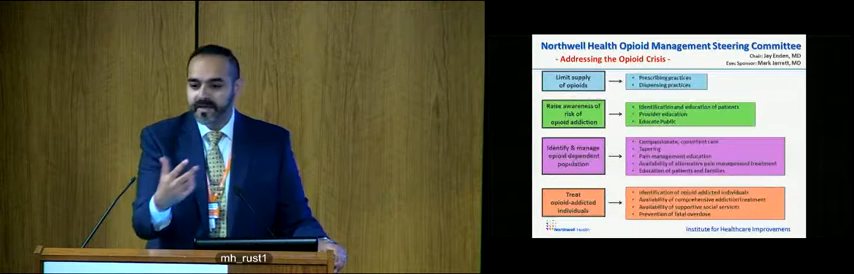 Northwell Health Opioid Management Steering Committee
Chair: Jay Enden, MD
- Addressing the Opioid Crisis -
Exec Sponsor: Mark Jarrett, MD
Limit supply
of opioids
• Prescribing practices
• Dispensing practices
Raise awareness of
risk of
opioid addiction
• Identification and education of patients
• Provider education
• Educate Public
Identify & manage
opioid dependent
population
• Compassionate, consistent care
• Tapering
• Pain management education
• Availability of alternative pain management treatment
• Education of patients and families
Treat
opioid-addicted
individuals
• Identification of opioid-addicted individuals
• Availability of comprehensive addiction treatment
• Availability of supportive social services
• Prevention of fatal overdose
Northwell Health
Institute for Healthcare Improvement
mh_rust1